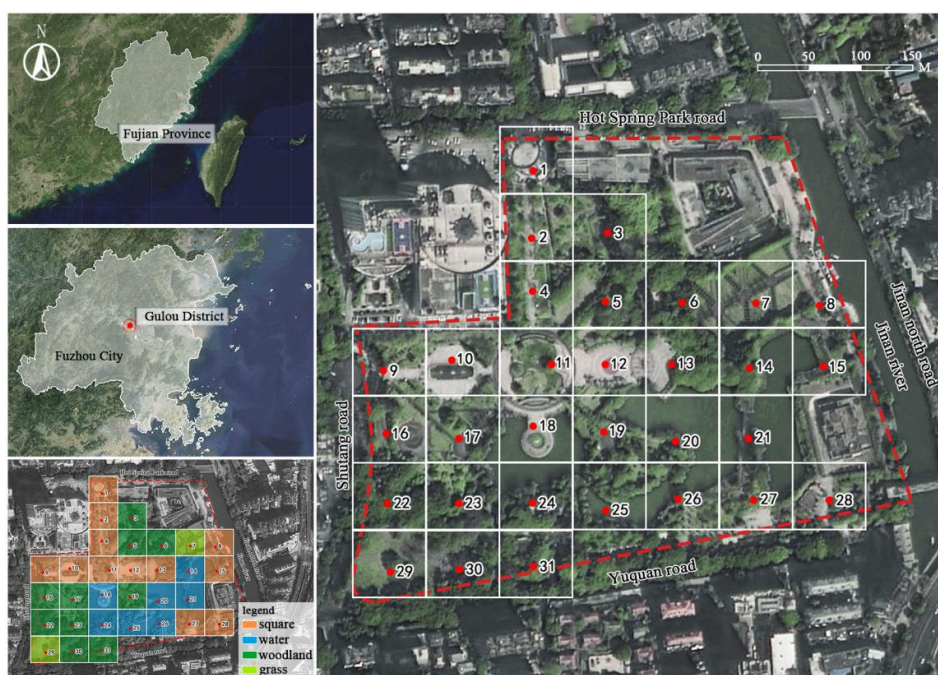 N
Fujian Province
Gulou District
Fuzhou City
Hot Spring Park road
legend
square
water
woodland
grass
0 50 100 150
M
Hot Spring Park road
Jinan north road
Jinan river
Shutang road
Yuquan road
1
2
3
4
5
6
7
8
9
10
11
12
13
14
15
16
17
18
19
20
21
22
23
24
25
26
27
28
29
30
31